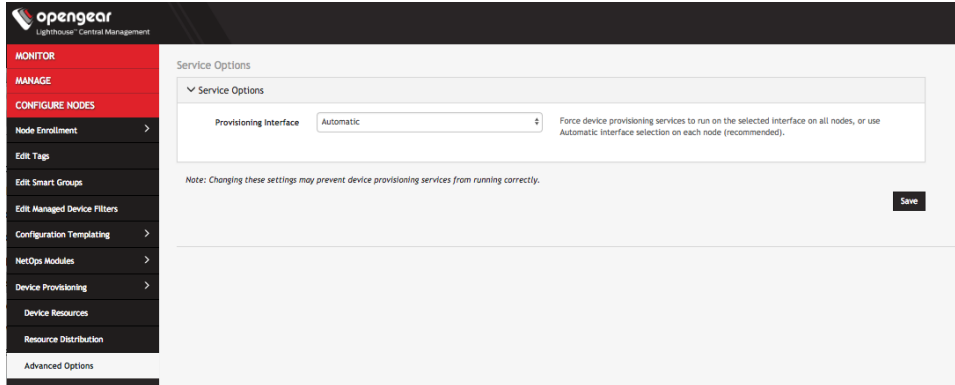 opengear
Lighthouse™ Central Management
MONITOR
MANAGE
CONFIGURE NODES
Node Enrollment
Edit Tags
Edit Smart Groups
Edit Managed Device Filters
Configuration Templating
NetOps Modules
Device Provisioning
Device Resources
Resource Distribution
Advanced Options
Service Options
Service Options
Provisioning Interface
Automatic
Force device provisioning services to run on the selected interface on all nodes, or use
Automatic interface selection on each node (recommended).
Note: Changing these settings may prevent device provisioning services from running correctly.
Save